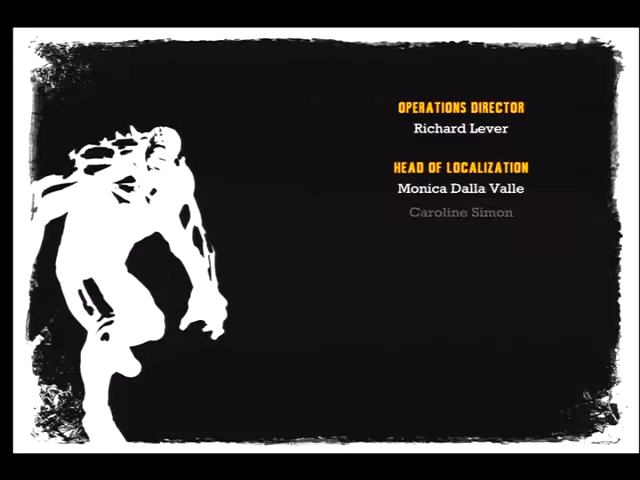 OPERATIONS DIRECTOR
Richard Lever
HEAD OF LOCALIZATION
Monica Dalla Valle
Caroline Simon